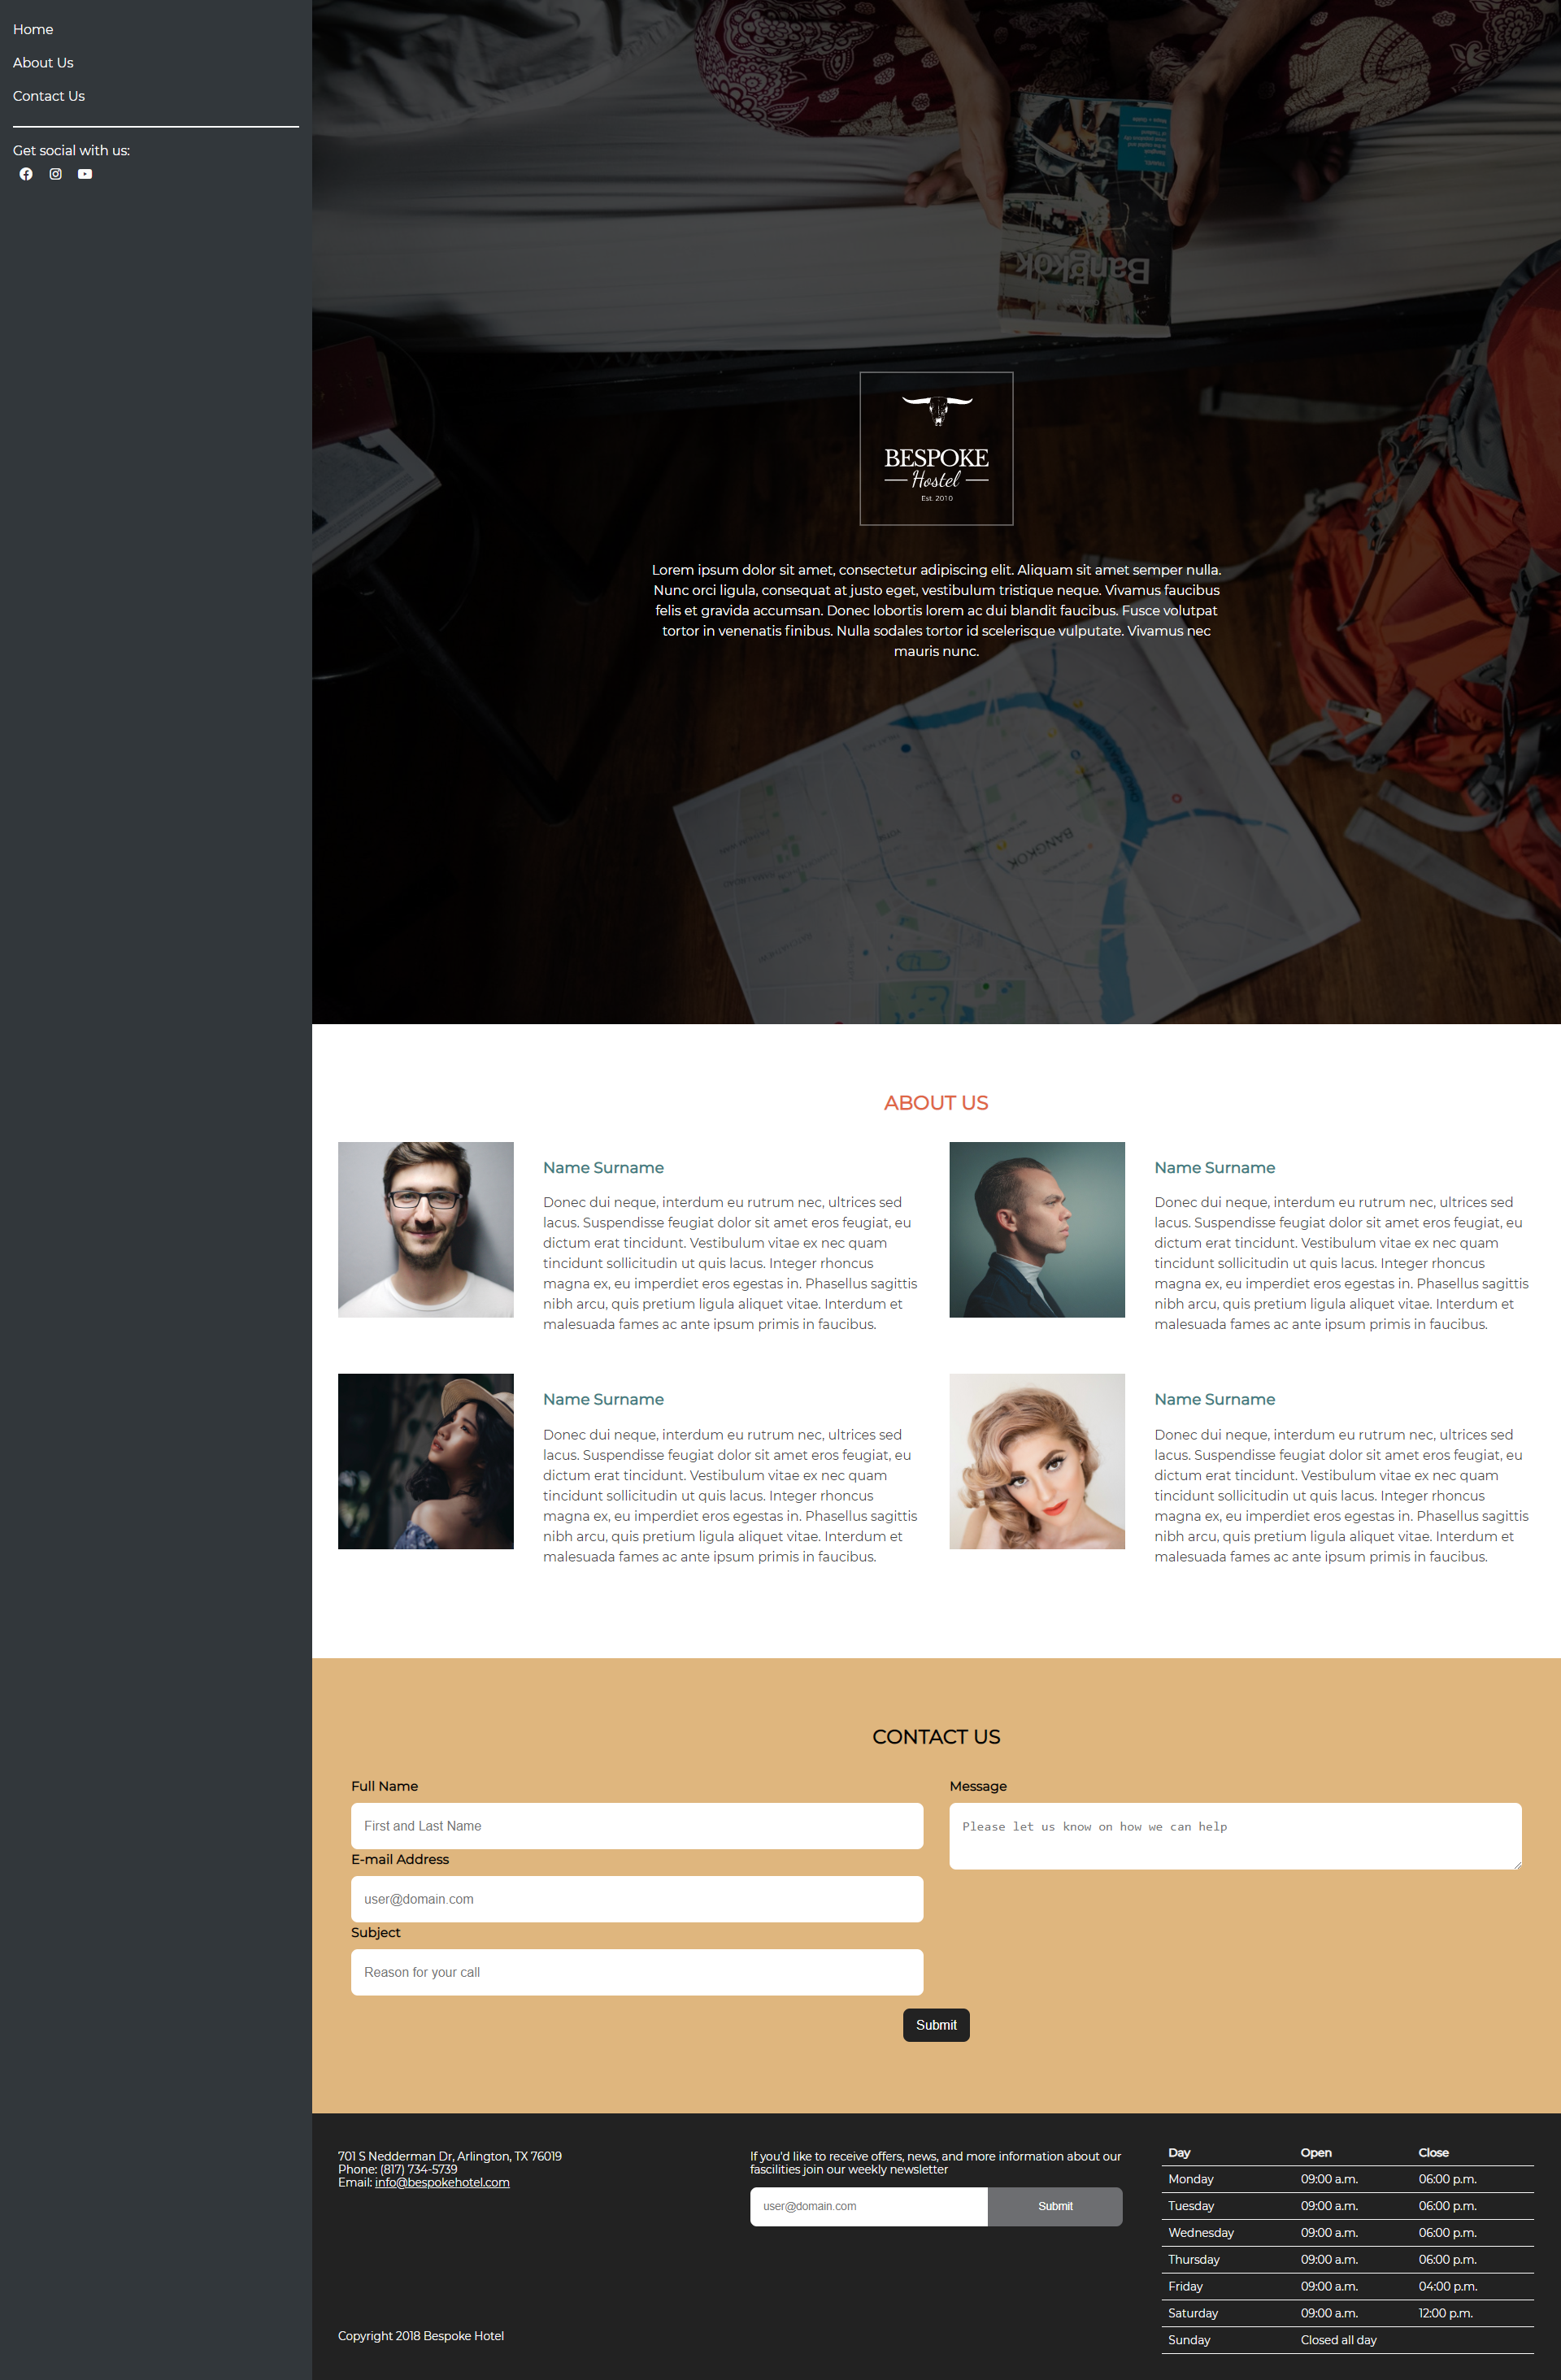 Home
About Us
Contact Us
Get social with us:
Bangkok
BESPOKE
Hostel
Est. 2010
Lorem ipsum dolor sit amet, consectetur adipiscing elit. Aliquam sit amet semper nulla.
Nunc orci ligula, consequat at justo eget, vestibulum tristique neque. Vivamus faucibus
felis et gravida accumsan. Donec lobortis lorem ac dui blandit faucibus. Fusce volutpat
tortor in venenatis finibus. Nulla sodales tortor id scelerisque vulputate. Vivamus nec
mauris nunc.
BANGKOK
ABOUT US
Name Surname
Donec dui neque, interdum eu rutrum nec, ultrices sed
lacus. Suspendisse feugiat dolor sit amet eros feugiat, eu
dictum erat tincidunt. Vestibulum vitae ex nec quam
tincidunt sollicitudin ut quis lacus. Integer rhoncus
magna ex, eu imperdiet eros egestas in. Phasellus sagittis
nibh arcu, quis pretium ligula aliquet vitae. Interdum et
malesuada fames ac ante ipsum primis in faucibus.
Name Surname
Donec dui neque, interdum eu rutrum nec, ultrices sed
lacus. Suspendisse feugiat dolor sit amet eros feugiat, eu
dictum erat tincidunt. Vestibulum vitae ex nec quam
tincidunt sollicitudin ut quis lacus. Integer rhoncus
magna ex, eu imperdiet eros egestas in. Phasellus sagittis
nibh arcu, quis pretium ligula aliquet vitae. Interdum et
malesuada fames ac ante ipsum primis in faucibus.
Name Surname
Donec dui neque, interdum eu rutrum nec, ultrices sed
lacus. Suspendisse feugiat dolor sit amet eros feugiat, eu
dictum erat tincidunt. Vestibulum vitae ex nec quam
tincidunt sollicitudin ut quis lacus. Integer rhoncus
magna ex, eu imperdiet eros egestas in. Phasellus sagittis
nibh arcu, quis pretium ligula aliquet vitae. Interdum et
malesuada fames ac ante ipsum primis in faucibus.
Name Surname
Donec dui neque, interdum eu rutrum nec, ultrices sed
lacus. Suspendisse feugiat dolor sit amet eros feugiat, eu
dictum erat tincidunt. Vestibulum vitae ex nec quam
tincidunt sollicitudin ut quis lacus. Integer rhoncus
magna ex, eu imperdiet eros egestas in. Phasellus sagittis
nibh arcu, quis pretium ligula aliquet vitae. Interdum et
malesuada fames ac ante ipsum primis in faucibus.
CONTACT US
Full Name
First and Last Name
E-mail Address
user@domain.com
Subject
Reason for your call
Message
Please let us know on how we can help
Submit
701 S Nedderman Dr, Arlington, TX 76019
Phone: (817) 734-5739
Email: info@bespokehotel.com
Copyright 2018 Bespoke Hotel
If you'd like to receive offers, news, and more information about our
fascilities join our weekly newsletter
user@domain.com Submit
Day Open Close
Monday 09:00 a.m. 06:00 p.m.
Tuesday 09:00 a.m. 06:00 p.m.
Wednesday 09:00 a.m. 06:00 p.m.
Thursday 09:00 a.m. 06:00 p.m.
Friday 09:00 a.m. 04:00 p.m.
Saturday 09:00 a.m. 12:00 p.m.
Sunday Closed all day